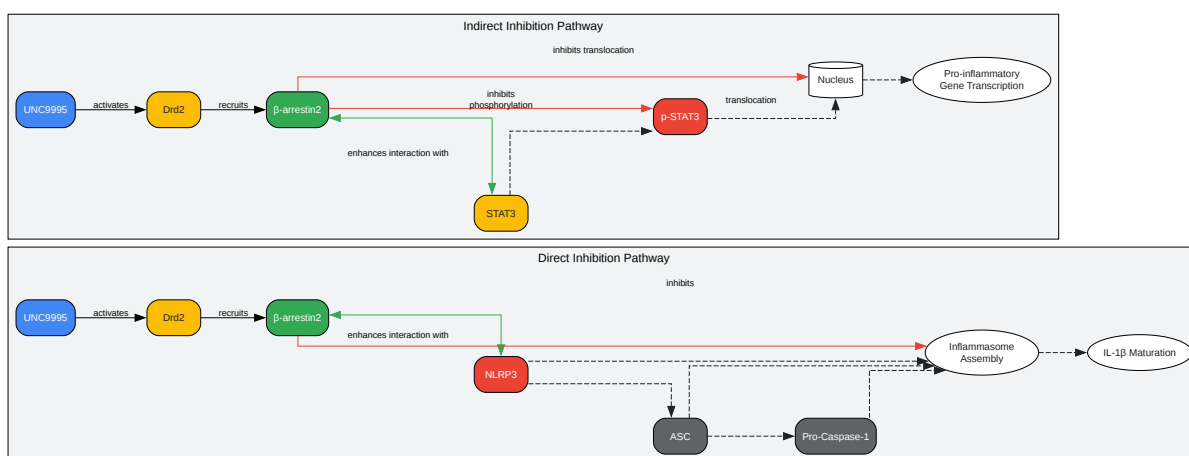 Indirect Inhibition Pathway
inhibits translocation
UNC9995
activates
Drd2
recruits
β-arrestin2
inhibits
phosphorylation
p-STAT3
translocation
Nucleus
Pro-inflammatory
Gene Transcription
enhances interaction with
STAT3
Direct Inhibition Pathway
inhibits
UNC9995
activates
Drd2
recruits
β-arrestin2
enhances interaction with
NLRP3
Inflammasome
Assembly
IL-1β Maturation
ASC
Pro-Caspase-1